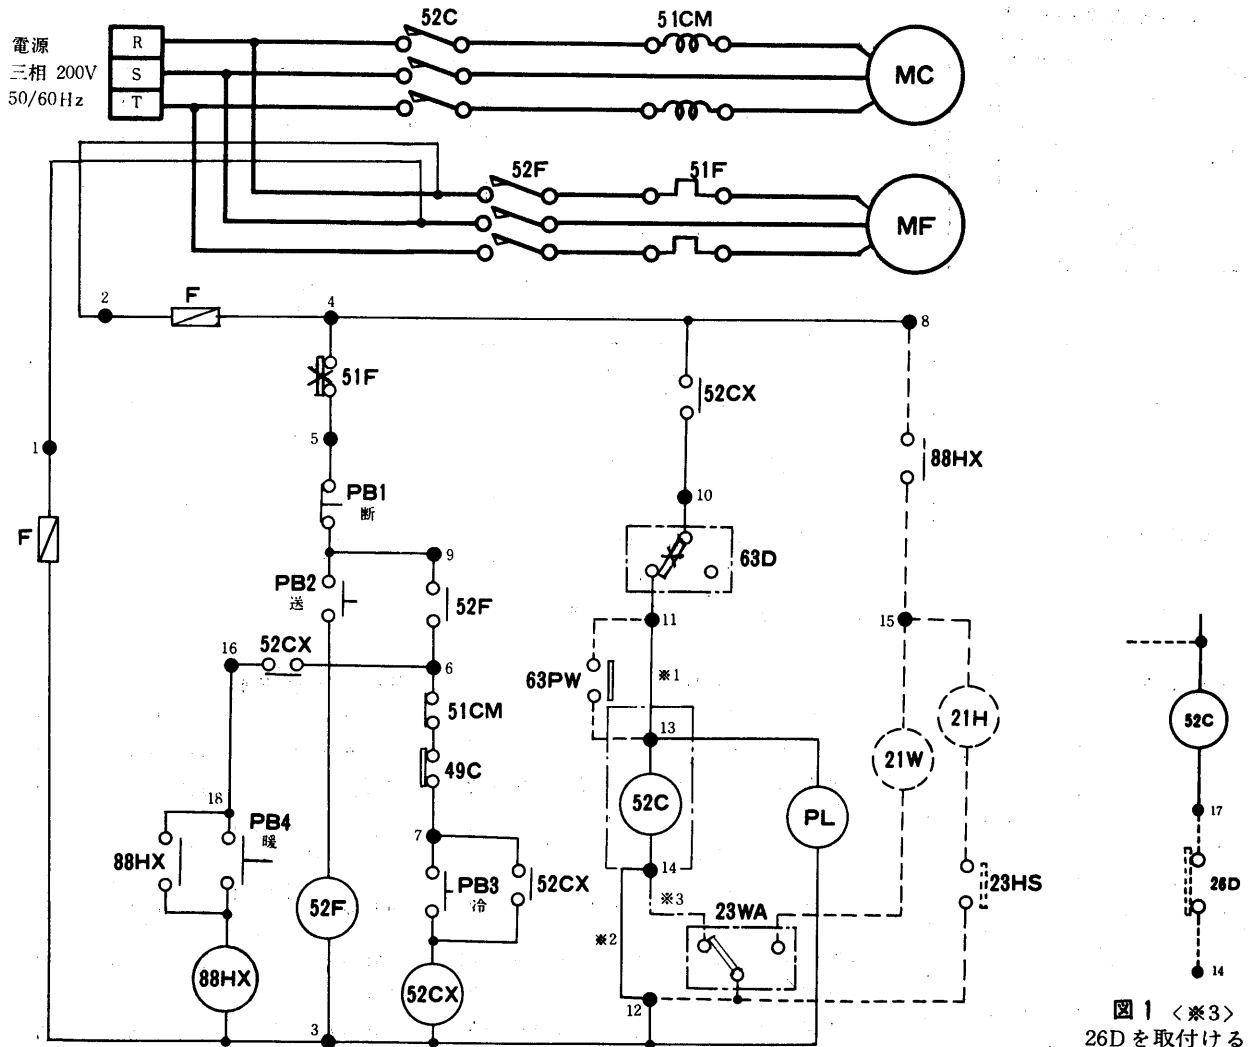 電源
三相 200V
50/60Hz
R
S
T
52C
51CM
MC
52F
51F
MF
2
F
4
8
51F
52CX
1
5
88HX
PB1
断
10
F
63D
9
PB2
送
52F
11
15
16
52CX
6
63PW
※1
51CM
21H
13
52C
49C
21W
18
PB4
暖
52C
PL
17
7
88HX
PB3
冷
52CX
14
26D
※3
23WA
23HS
52F
※2
88HX
52CX
14
12
3
図1 <※3>
26Dを取付ける